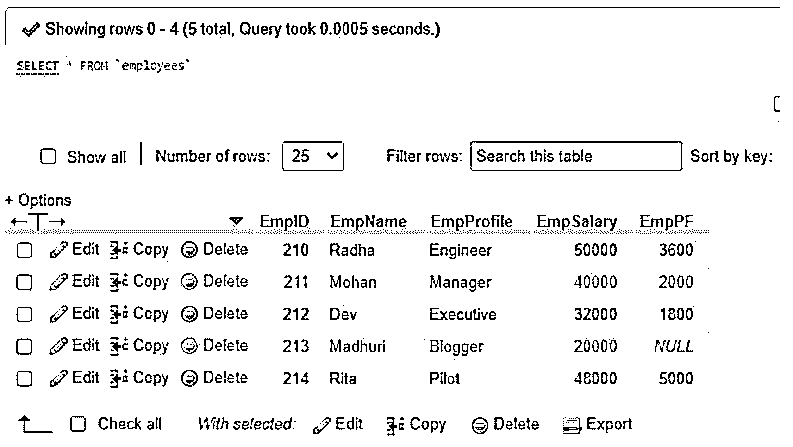 Showing rows 0 - 4 (5 total, Query took 0.0005 seconds.)
SELECT * FROM `employees`
Show all | Number of rows: 25 Filter rows: Search this table Sort by key:
+ Options
←T→ EmpID EmpName EmpProfile EmpSalary EmpPF
Edit Copy Delete 210 Radha Engineer 50000 3600
Edit Copy Delete 211 Mohan Manager 40000 2000
Edit Copy Delete 212 Dev Executive 32000 1800
Edit Copy Delete 213 Madhuri Blogger 20000 NULL
Edit Copy Delete 214 Rita Pilot 48000 5000
Check all With selected: Edit Copy Delete Export